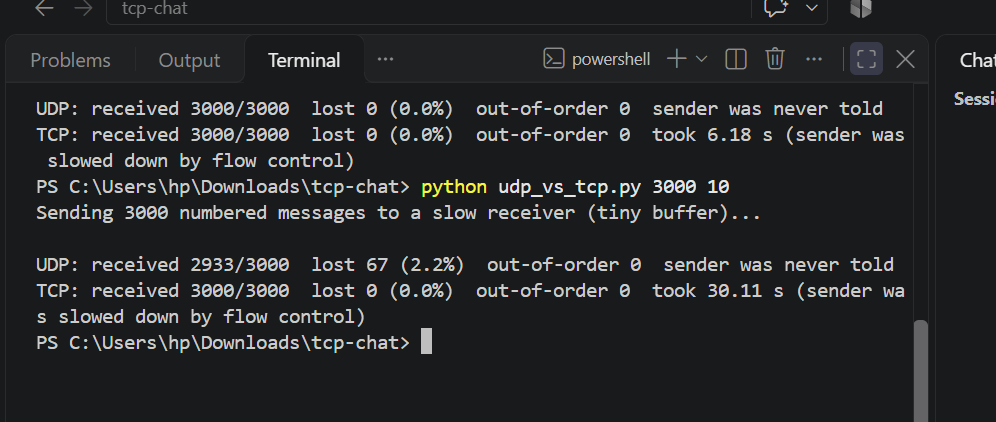 tcp-chat
Problems Output Terminal ··· powershell ···
Chat
Sessi
UDP: received 3000/3000  lost 0 (0.0%)  out-of-order 0  sender was never told
TCP: received 3000/3000  lost 0 (0.0%)  out-of-order 0  took 6.18 s (sender was
 slowed down by flow control)
PS C:\Users\hp\Downloads\tcp-chat> python udp_vs_tcp.py 3000 10
Sending 3000 numbered messages to a slow receiver (tiny buffer)...
UDP: received 2933/3000  lost 67 (2.2%)  out-of-order 0  sender was never told
TCP: received 3000/3000  lost 0 (0.0%)  out-of-order 0  took 30.11 s (sender wa
s slowed down by flow control)
PS C:\Users\hp\Downloads\tcp-chat>